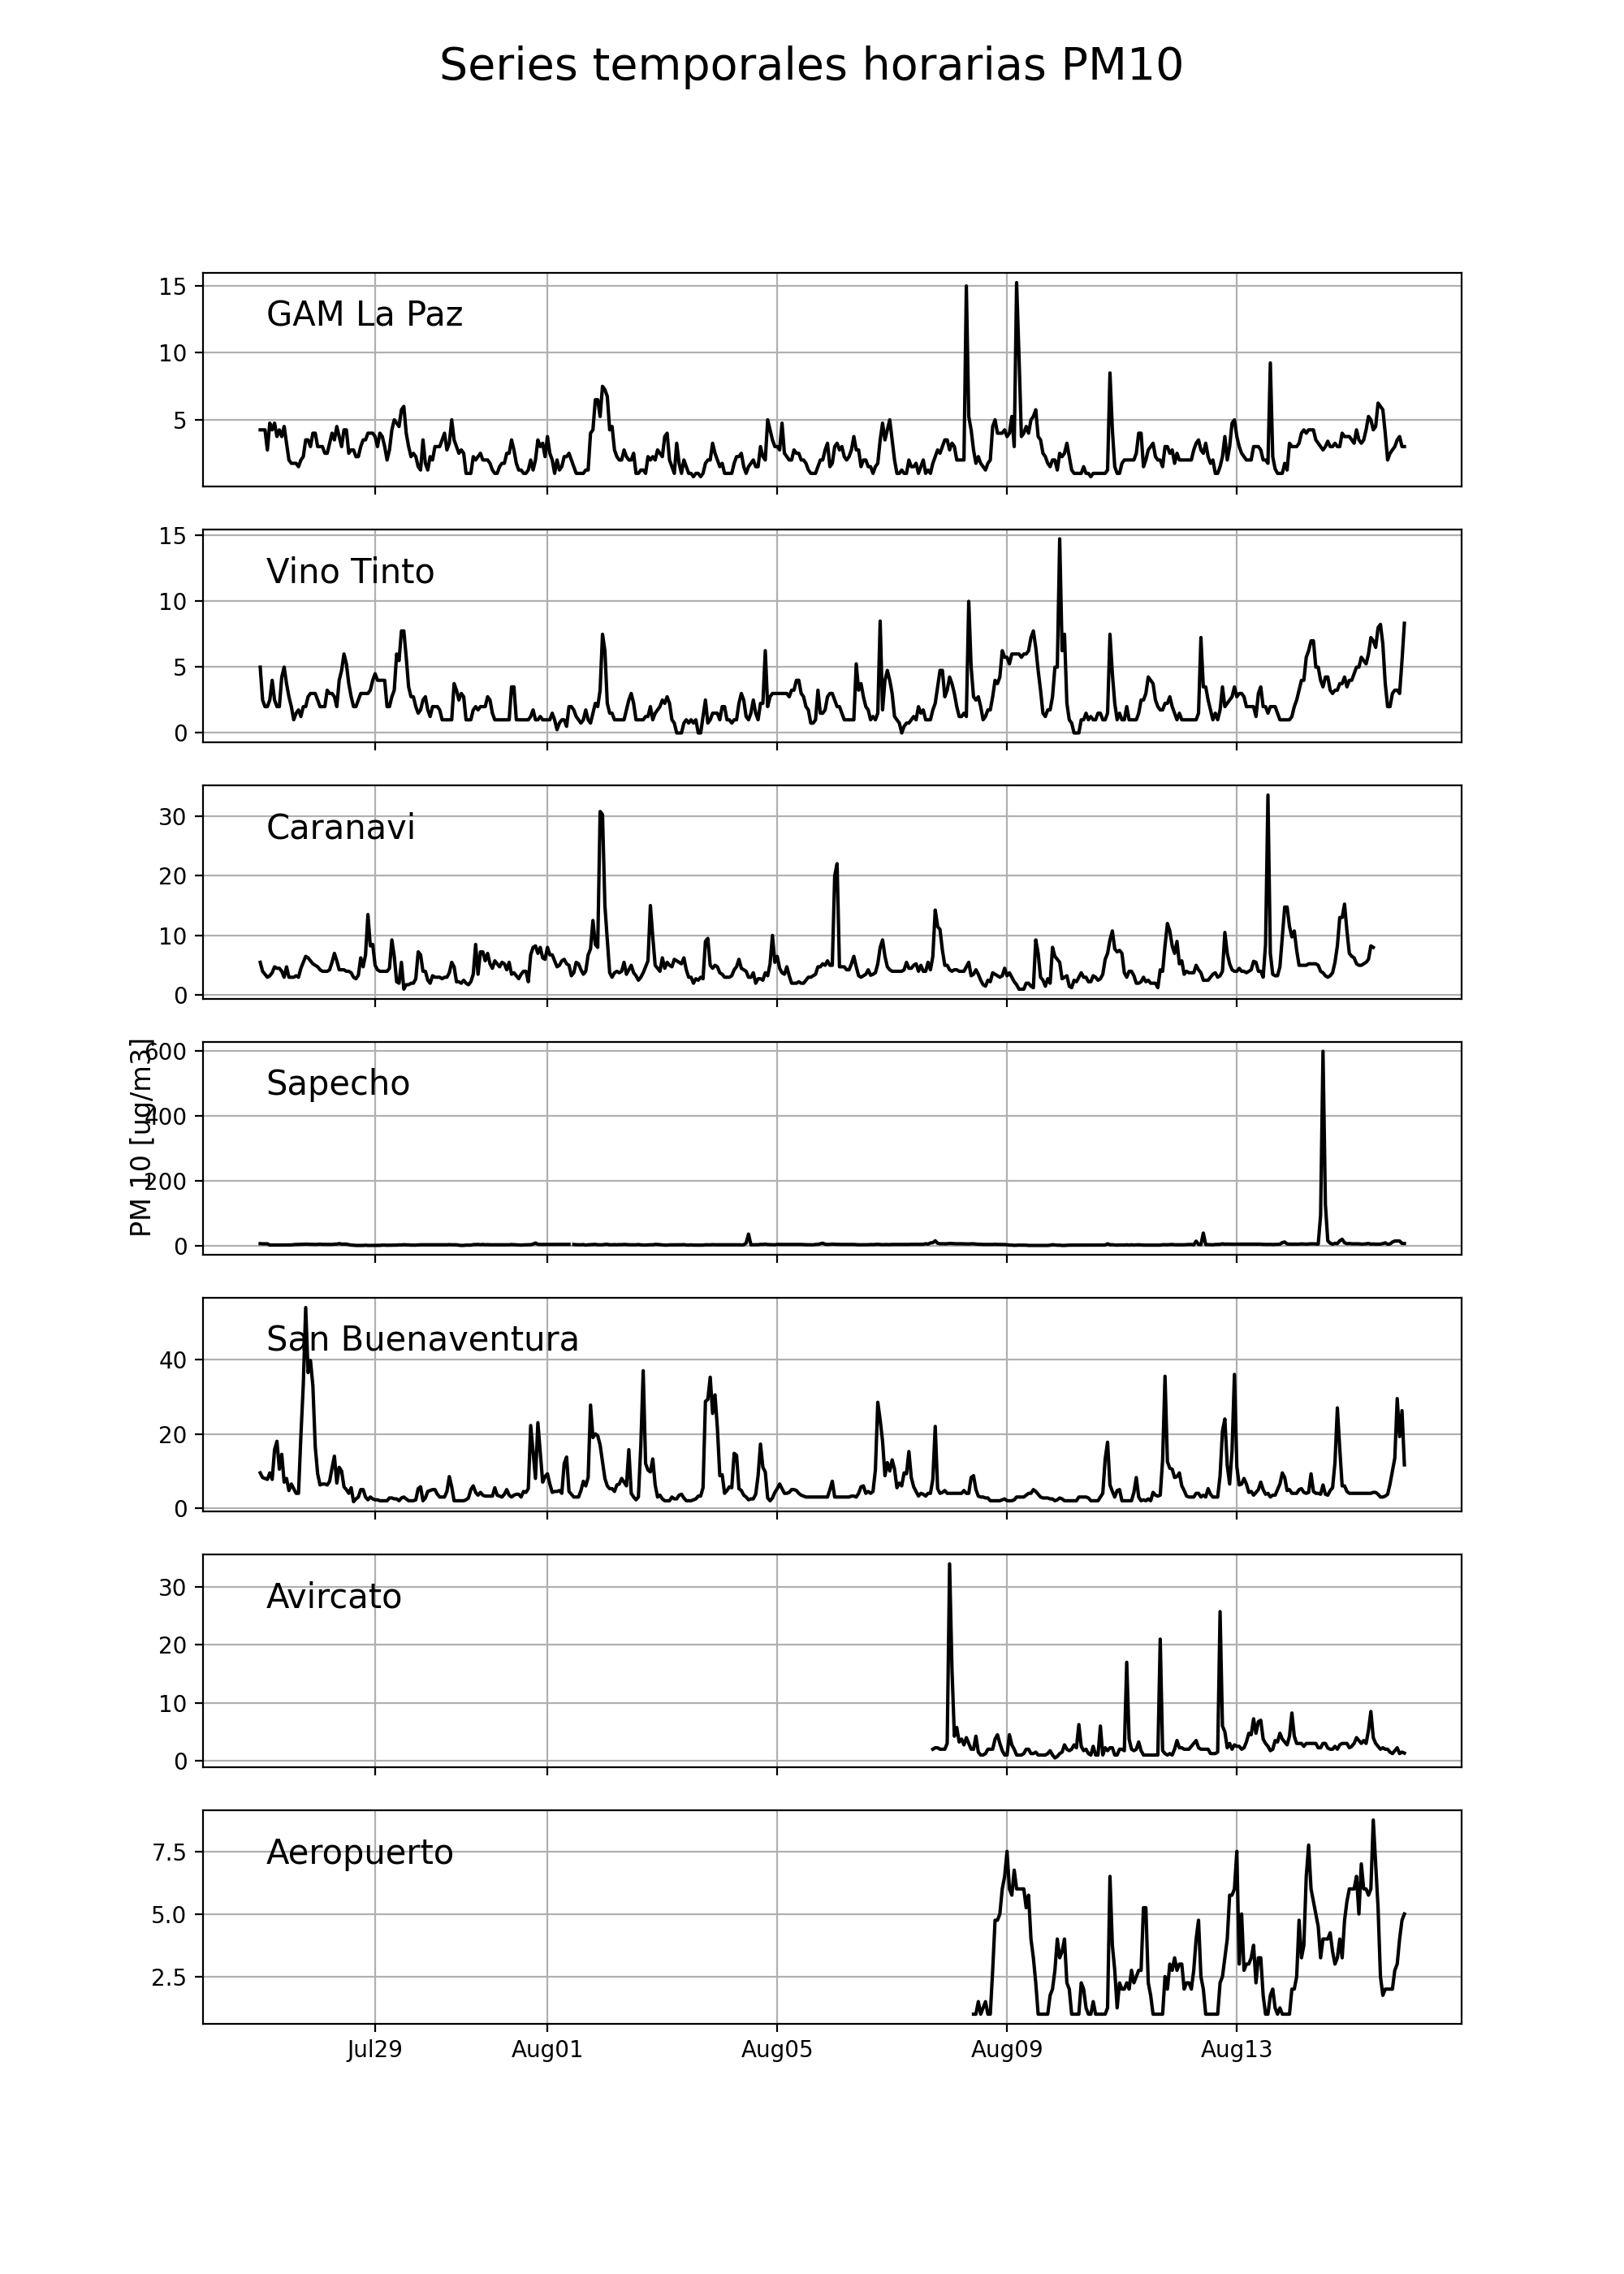 Series temporales horarias PM10
GAM La Paz
15
10
5
Vino Tinto
15
10
5
0
Caranavi
30
20
10
0
PM 10 [ug/m3]
Sapecho
600
400
200
0
San Buenaventura
40
20
0
Avircato
30
20
10
0
Aeropuerto
7.5
5.0
2.5
Jul29 Aug01 Aug05 Aug09 Aug13